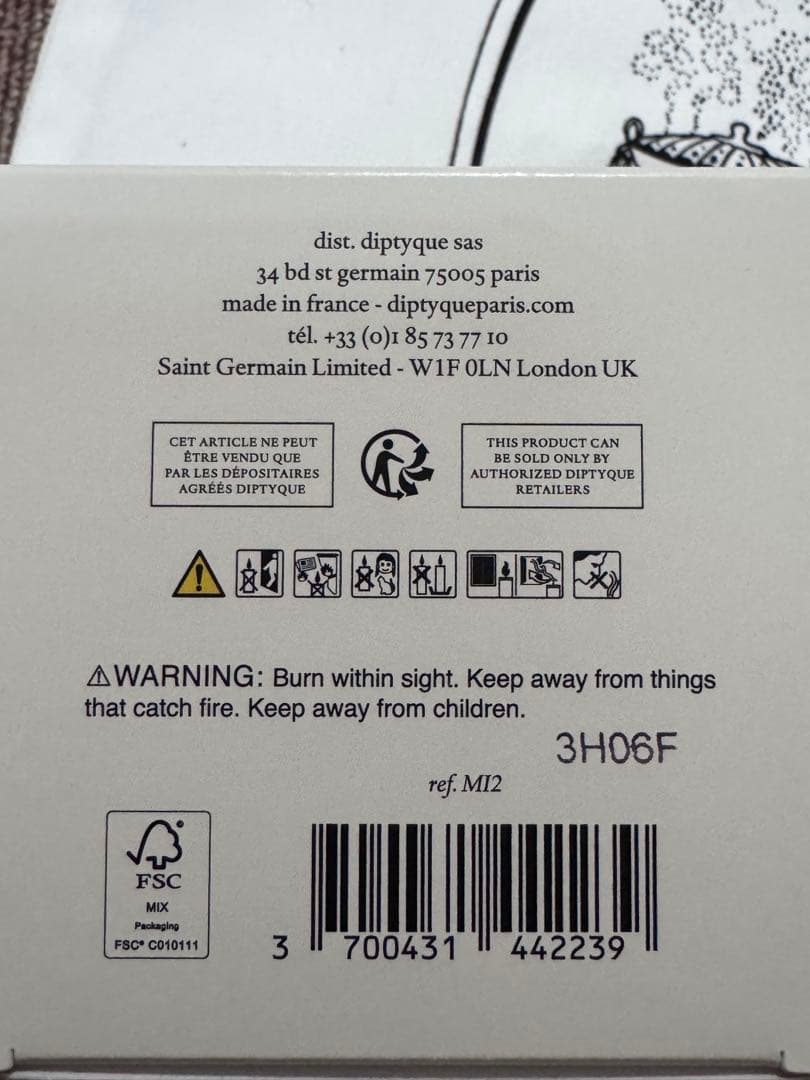 dist. diptyque sas
34 bd st germain 75005 paris
made in france - diptyqueparis.com
tél. +33 (0)1 85 73 77 10
Saint Germain Limited - W1F 0LN London UK
CET ARTICLE NE PEUT
ÊTRE VENDU QUE
PAR LES DÉPOSITAIRES
AGRÉÉS DIPTYQUE
THIS PRODUCT CAN
BE SOLD ONLY BY
AUTHORIZED DIPTYQUE
RETAILERS
⚠WARNING: Burn within sight. Keep away from things
that catch fire. Keep away from children.
3H06F
ref. MI2
FSC
MIX
Packaging
FSC® C010111
3 700431 442239